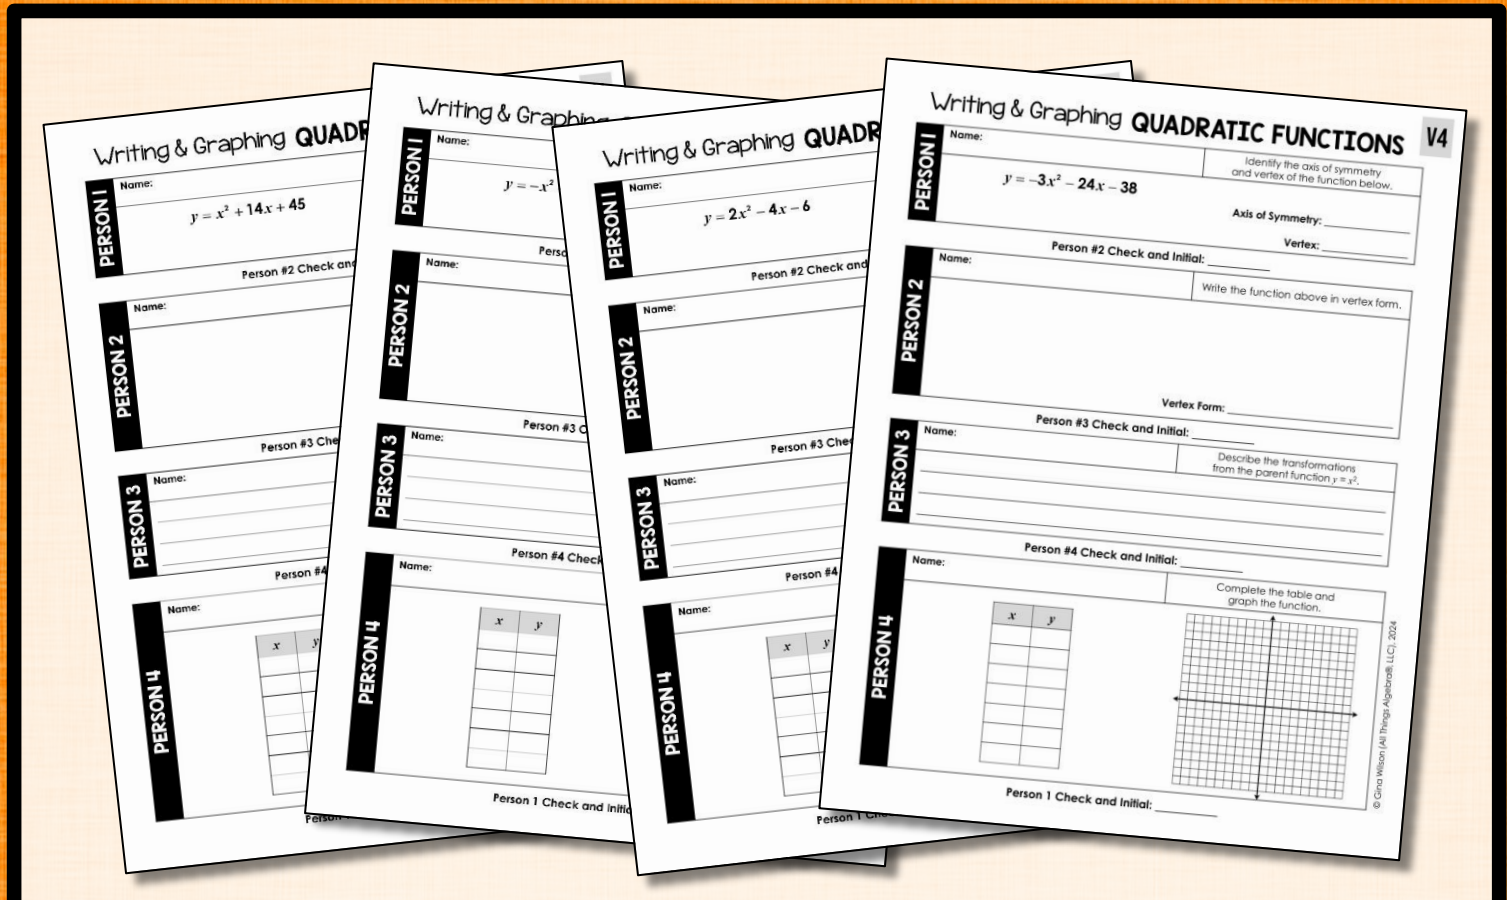 Writing & Graphing QUADR
PERSON 1
Name:
y = x² + 14x + 45
Person #2 Check and
PERSON 2
Name:
Person #3 Che
PERSON 3
Name:
Person #4
PERSON 4
Name:
x y
Person
Writing & Graphing
PERSON 1
Name:
y = −x²
Perso
PERSON 2
Name:
Person #3 C
PERSON 3
Name:
Person #4 Check
PERSON 4
Name:
x y
Person 1 Check and Initia
Writing & Graphing QUADR
PERSON 1
Name:
y = 2x² − 4x − 6
Person #2 Check and
PERSON 2
Name:
Person #3 Chec
PERSON 3
Name:
Person #4
PERSON 4
Name:
x y
Person 1 Che
Writing & Graphing QUADRATIC FUNCTIONS V4
PERSON 1
Name:
Identify the axis of symmetry
and vertex of the function below.
y = −3x² − 24x − 38
Axis of Symmetry:
Vertex:
Person #2 Check and Initial:
PERSON 2
Name:
Write the function above in vertex form.
Vertex Form:
Person #3 Check and Initial:
PERSON 3
Name:
Describe the transformations
from the parent function y = x².
Person #4 Check and Initial:
PERSON 4
Name:
Complete the table and
graph the function.
x y
Person 1 Check and Initial:
© Gina Wilson (All Things Algebra®, LLC), 2024